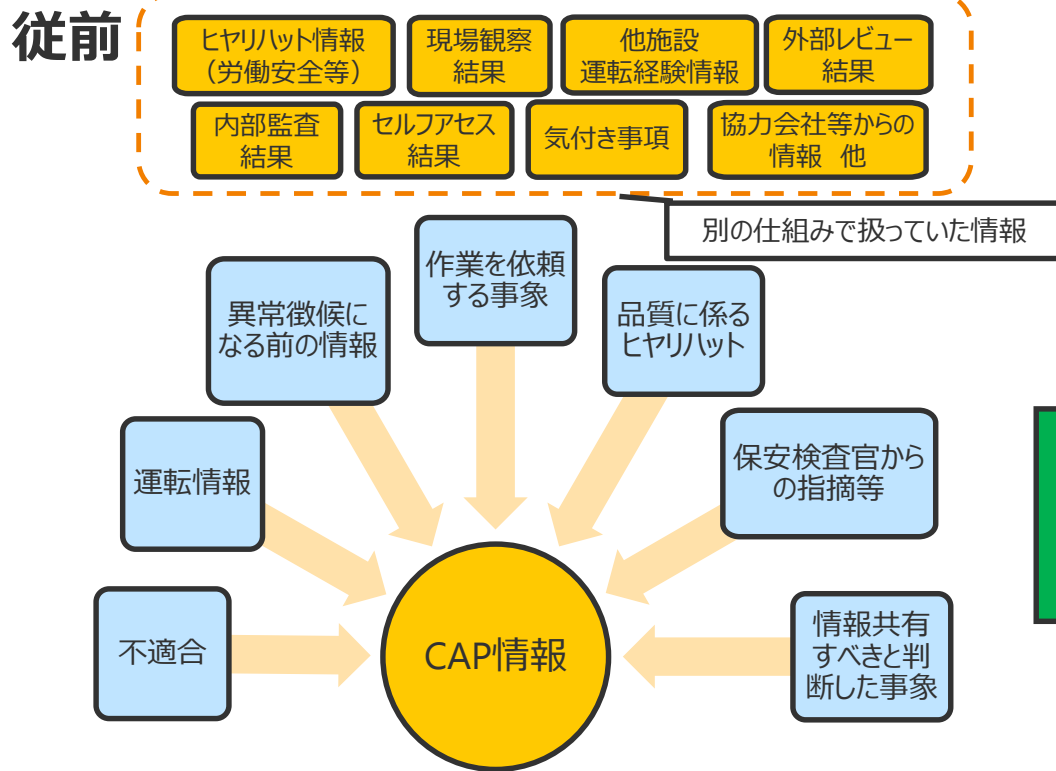 従前
ヒヤリハット情報
（労働安全等）
現場観察
結果
他施設
運転経験情報
外部レビュー
結果
内部監査
結果
セルフアセス
結果
気付き事項
協力会社等からの
情報 他
別の仕組みで扱っていた情報
作業を依頼
する事象
異常徴候に
なる前の情報
品質に係る
ヒヤリハット
運転情報
保安検査官から
の指摘等
不適合
CAP情報
情報共有
すべきと判
断した事象